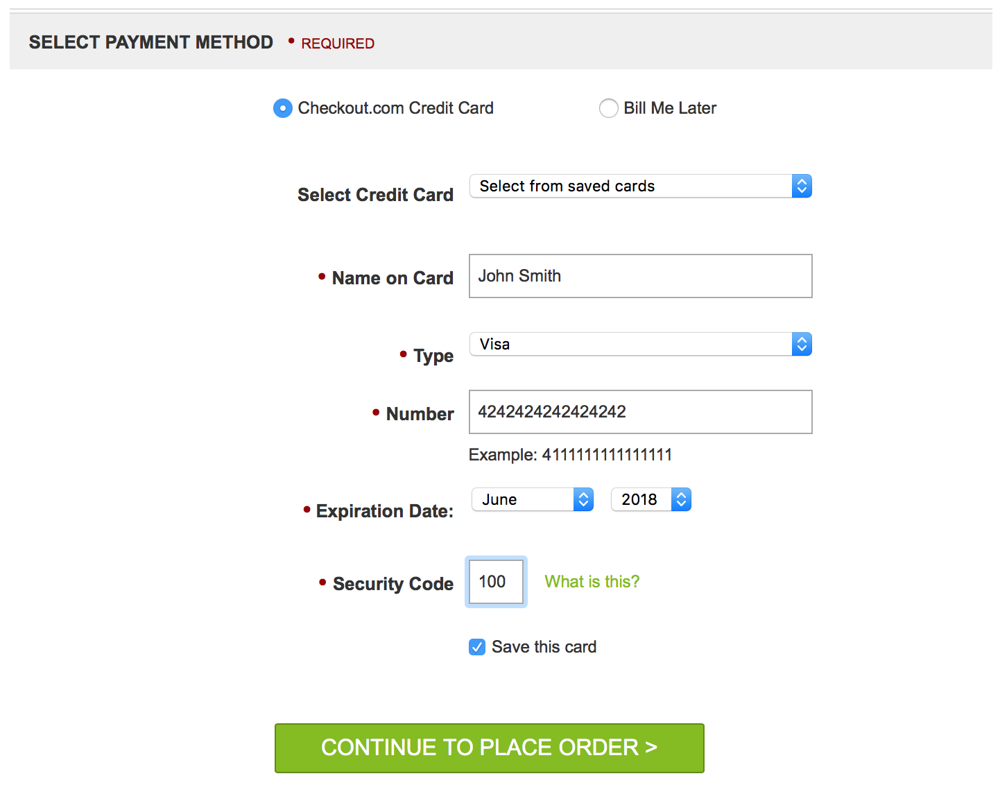 SELECT PAYMENT METHOD • REQUIRED
Checkout.com Credit Card Bill Me Later
Select Credit Card Select from saved cards
• Name on Card John Smith
• Type Visa
• Number 4242424242424242
Example: 4111111111111111
• Expiration Date: June 2018
• Security Code 100 What is this?
Save this card
CONTINUE TO PLACE ORDER >